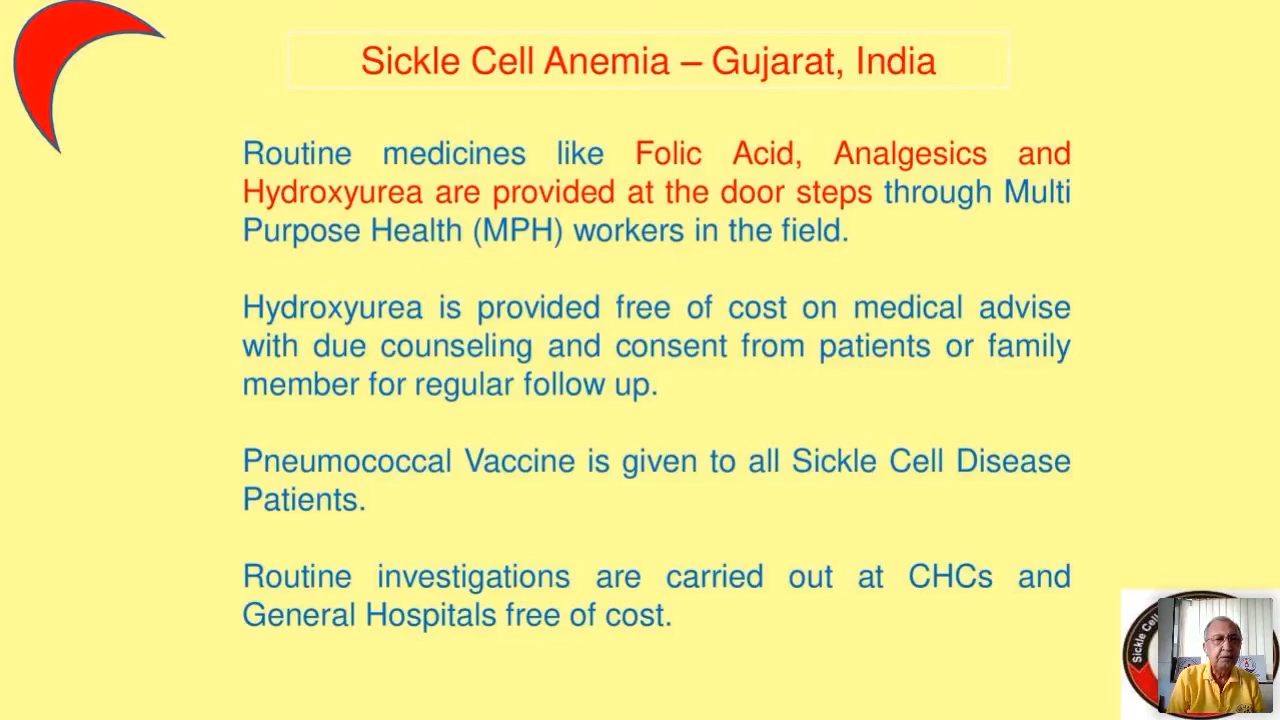 Sickle Cell Anemia – Gujarat, India
Routine medicines like Folic Acid, Analgesics and
Hydroxyurea are provided at the door steps through Multi
Purpose Health (MPH) workers in the field.
Hydroxyurea is provided free of cost on medical advise
with due counseling and consent from patients or family
member for regular follow up.
Pneumococcal Vaccine is given to all Sickle Cell Disease
Patients.
Routine investigations are carried out at CHCs and
General Hospitals free of cost.
Sickle Cell